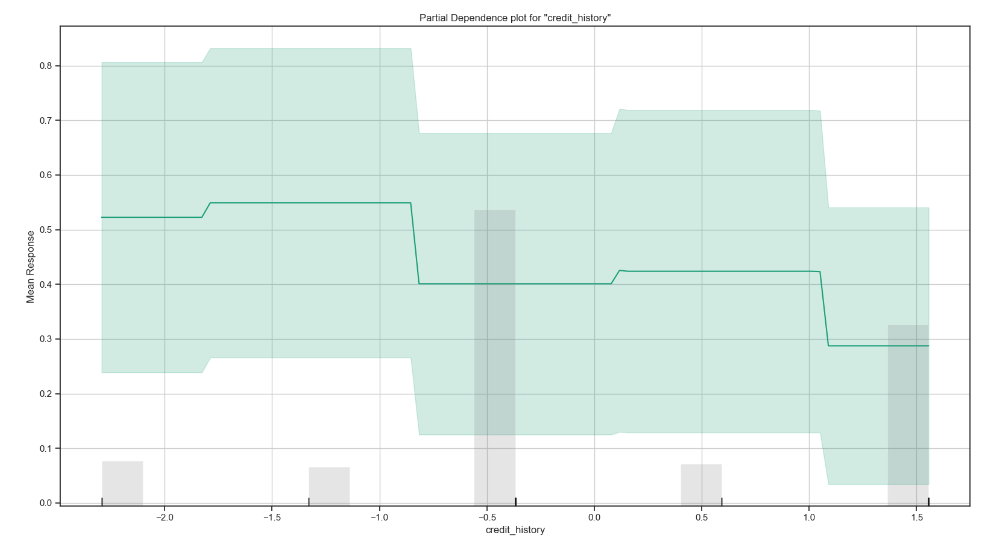 Partial Dependence plot for "credit_history"
Mean Response
0.8
0.7
0.6
0.5
0.4
0.3
0.2
0.1
0.0
−2.0 −1.5 −1.0 −0.5 0.0 0.5 1.0 1.5
credit_history